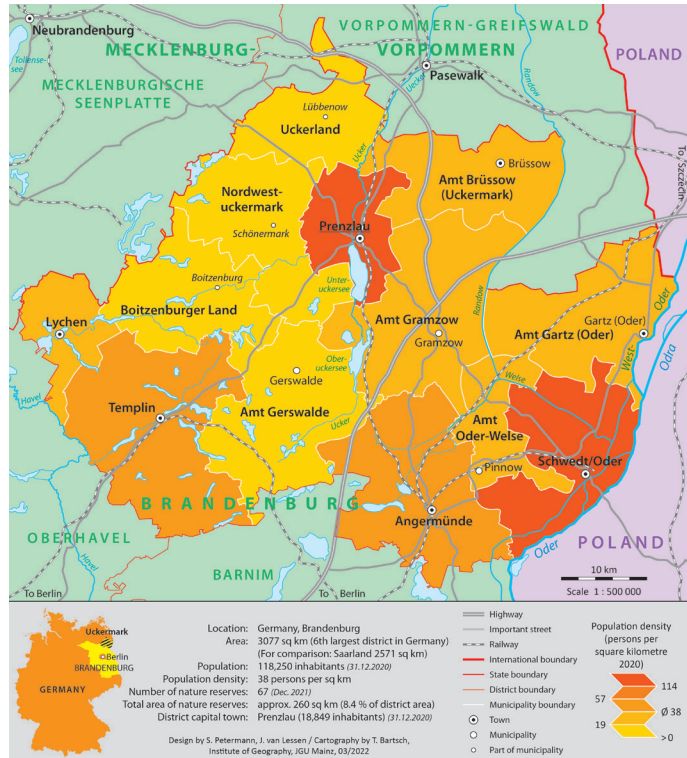 Neubrandenburg
VORPOMMERN-GREIFSWALD
MECKLENBURG-
VORPOMMERN
POLAND
Tollense-
see
Pasewalk
MECKLENBURGISCHE
SEENPLATTE
Uecker
Randow
Lübbenow
Uckerland
Ucker
To Szczecin
Brüssow
Amt Brüssow
(Uckermark)
Nordwest-
uckermark
Prenzlau
Schönermark
Boitzenburg
Unter-
uckersee
Randow
Boitzenburger Land
Oder
Lychen
Amt Gramzow
Gramzow
Gartz (Oder)
Amt Gartz (Oder)
West-
Odra
Ober-
uckersee
Gerswalde
Welse
Havel
Templin
Amt Gerswalde
Ucker
Amt
Oder-Welse
Pinnow
Schwedt/Oder
BRANDENBURG
Angermünde
OBERHAVEL
Havel
Oder
POLAND
BARNIM
10 km
Scale 1 : 500 000
To Berlin
To Berlin
Uckermark
Berlin
BRANDENBURG
GERMANY
Location: Germany, Brandenburg
Area: 3077 sq km (6th largest district in Germany)
(For comparison: Saarland 2571 sq km)
Population: 118,250 inhabitants (31.12.2020)
Population density: 38 persons per sq km
Number of nature reserves: 67 (Dec. 2021)
Total area of nature reserves: approx. 260 sq km (8.4 % of district area)
District capital town: Prenzlau (18,849 inhabitants) (31.12.2020)
Design by S. Petermann, J. van Lessen / Cartography by T. Bartsch,
Institute of Geography, JGU Mainz, 03/2022
Highway
Important street
Railway
International boundary
State boundary
District boundary
Municipality boundary
Town
Municipality
Part of municipality
Population density
(persons per
square kilometre
2020)
114
57
Ø 38
19
>0